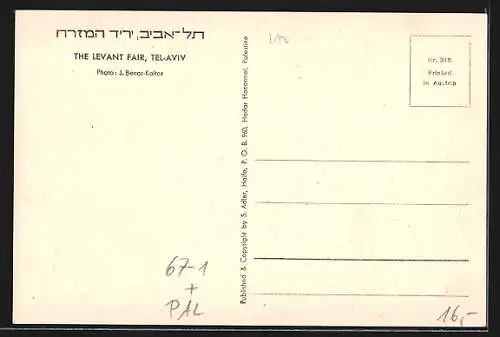 תל-אביב, יריד המזרח
THE LEVANT FAIR, TEL-AVIV
Photo: J. Benor-Kalter
Published & Copyright by S. Adler, Haifa, P. O. B. 960, Hadar Hacarmel, Palestine
Nr. 315
Printed
in Austria
67-1
+
PAL
16,-